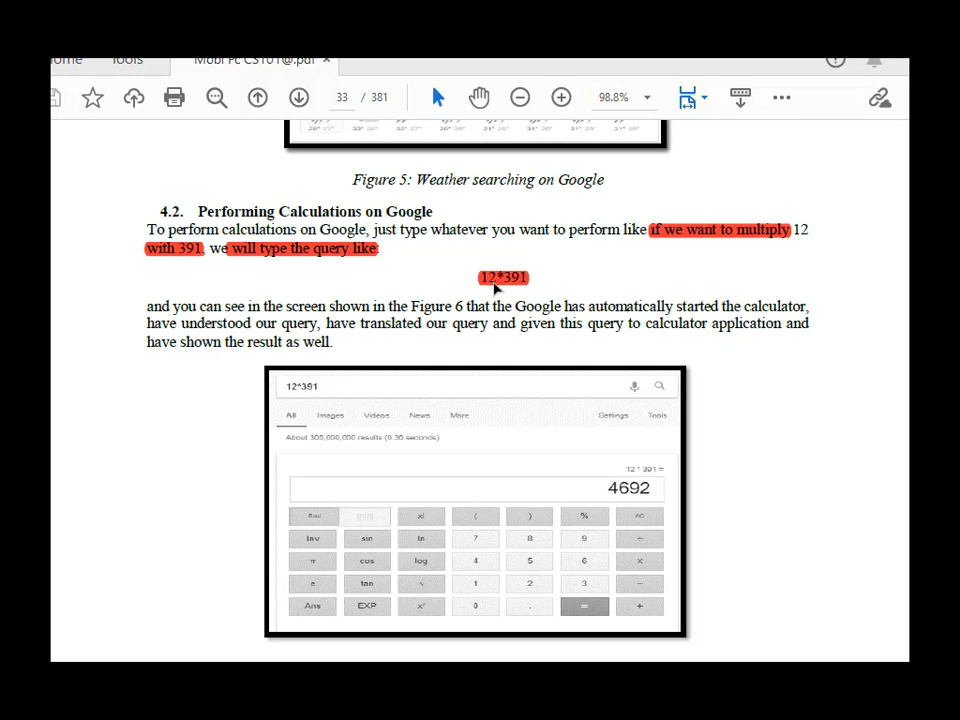 Tools Mobi Pc CS101@.pdf ×
33 / 381 98.8%
Figure 5: Weather searching on Google
4.2. Performing Calculations on Google
To perform calculations on Google, just type whatever you want to perform like if we want to multiply 12
with 391, we will type the query like:
12*391
and you can see in the screen shown in the Figure 6 that the Google has automatically started the calculator,
have understood our query, have translated our query and given this query to calculator application and
have shown the result as well.
12*391
All Images Videos News More Settings Tools
About 305,000,000 results (0.36 seconds)
12 * 391 =
4692
Rad x! ( ) % AC
Inv sin ln 7 8 9 ÷
π cos log 4 5 6 ×
e tan √ 1 2 3 −
Ans EXP 0 . = +